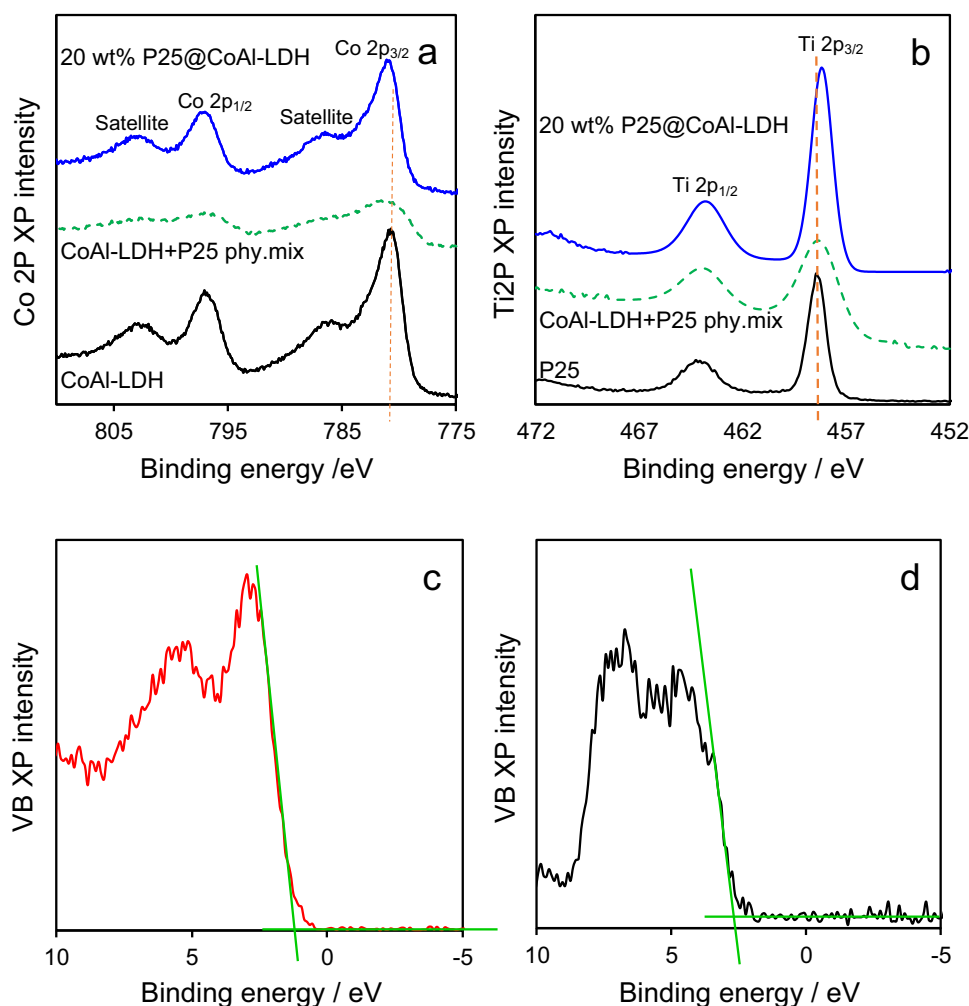 20 wt% P25@CoAl-LDH
Co 2p3/2
a
Co 2p1/2
Satellite
Satellite
CoAl-LDH+P25 phy.mix
CoAl-LDH
Co 2P XP intensity
805 795 785 775
Binding energy /eV
Ti 2p3/2
b
20 wt% P25@CoAl-LDH
Ti 2p1/2
CoAl-LDH+P25 phy.mix
P25
Ti2P XP intensity
472 467 462 457 452
Binding energy / eV
c
VB XP intensity
10 5 0 -5
Binding energy / eV
d
VB XP intensity
10 5 0 -5
Binding energy / eV